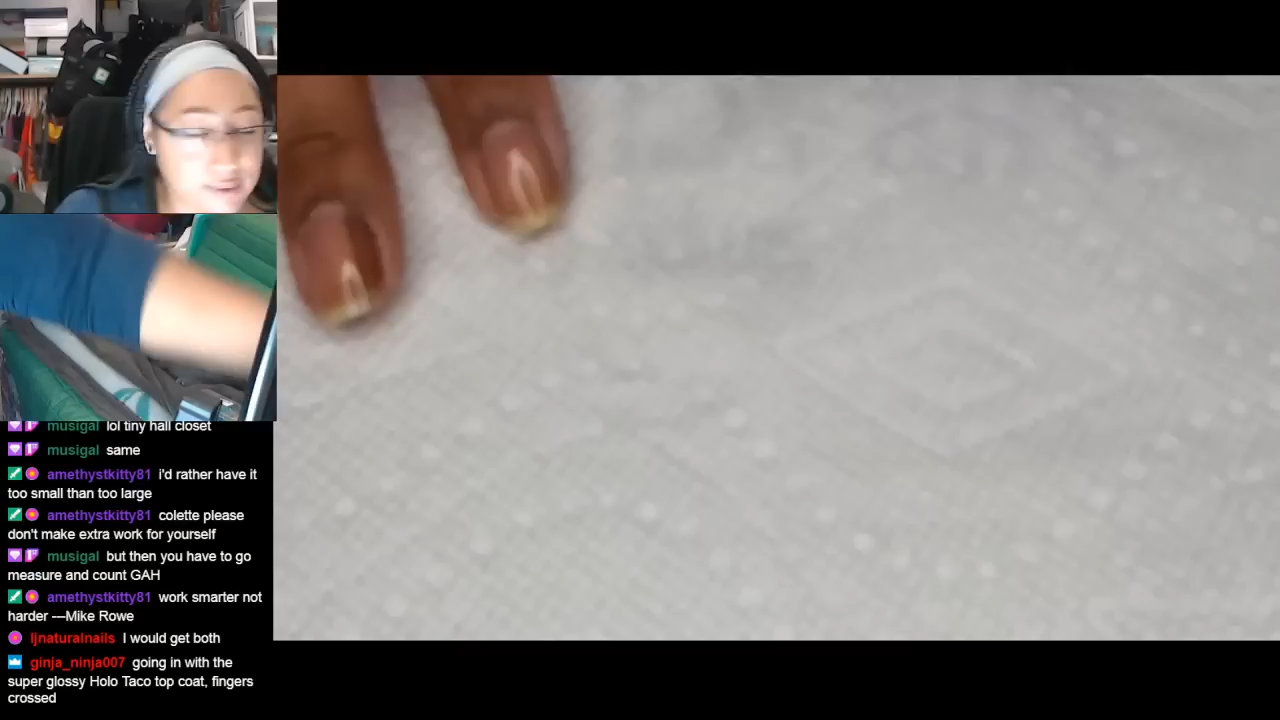 musigal lol tiny hall closet
musigal same
amethystkitty81 i'd rather have it
too small than too large
amethystkitty81 colette please
don't make extra work for yourself
musigal but then you have to go
measure and count GAH
amethystkitty81 work smarter not
harder ---Mike Rowe
ljnaturalnails I would get both
ginja_ninja007 going in with the
super glossy Holo Taco top coat, fingers
crossed